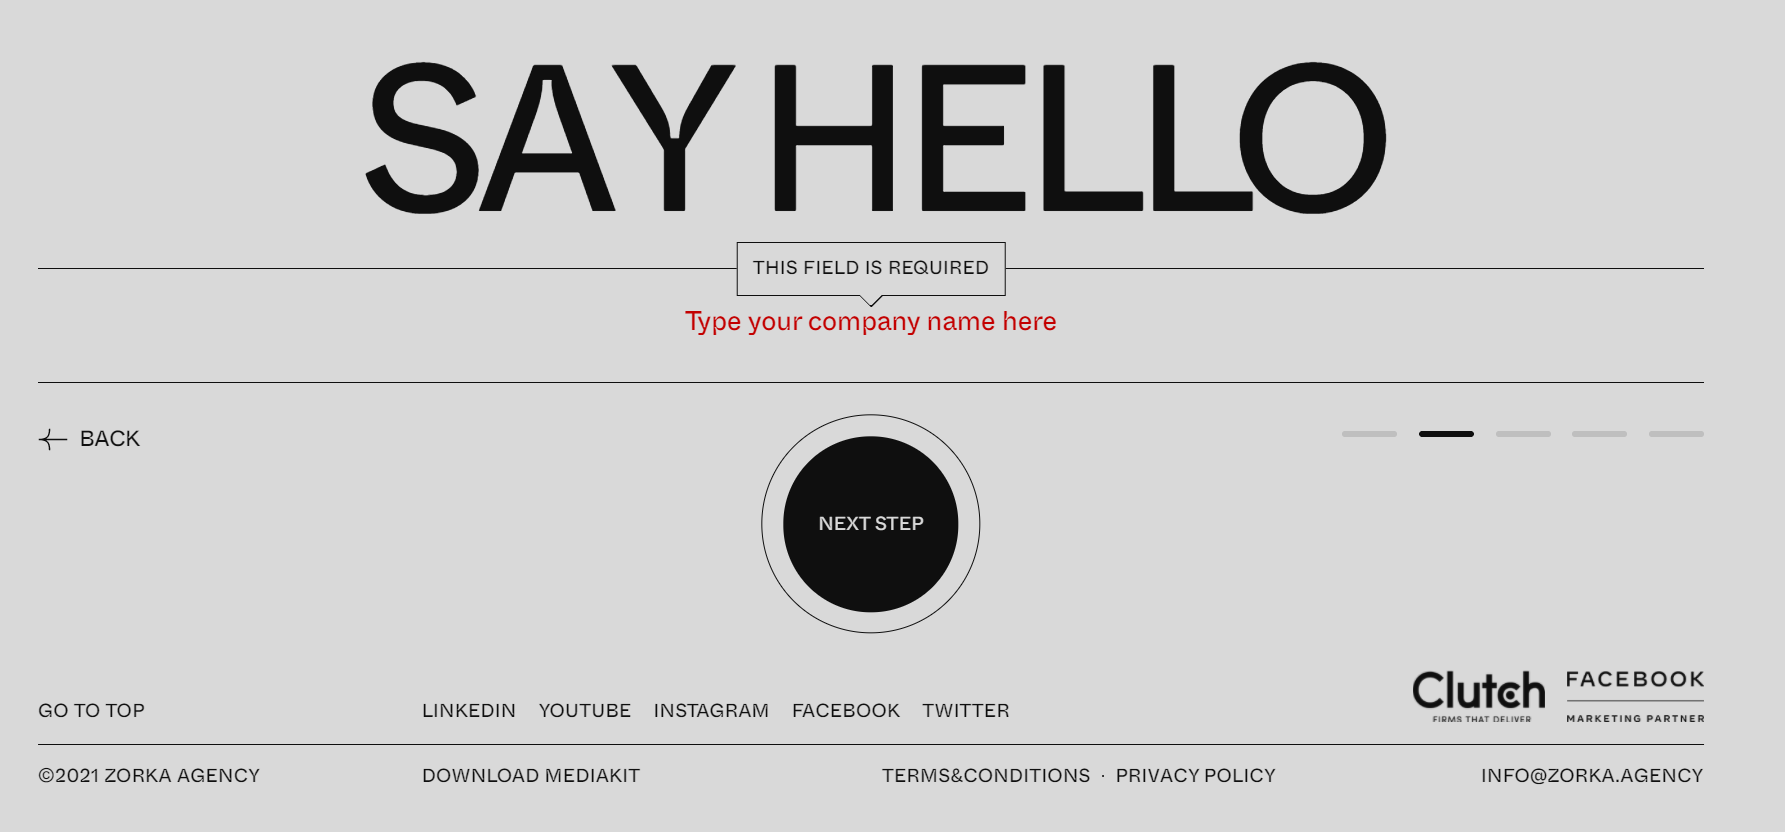 SAY HELLO
THIS FIELD IS REQUIRED
Type your company name here
BACK
NEXT STEP
Clutch
FIRMS THAT DELIVER
FACEBOOK
MARKETING PARTNER
GO TO TOP
LINKEDIN YOUTUBE INSTAGRAM FACEBOOK TWITTER
©2021 ZORKA AGENCY
DOWNLOAD MEDIAKIT
TERMS&CONDITIONS · PRIVACY POLICY
INFO@ZORKA.AGENCY